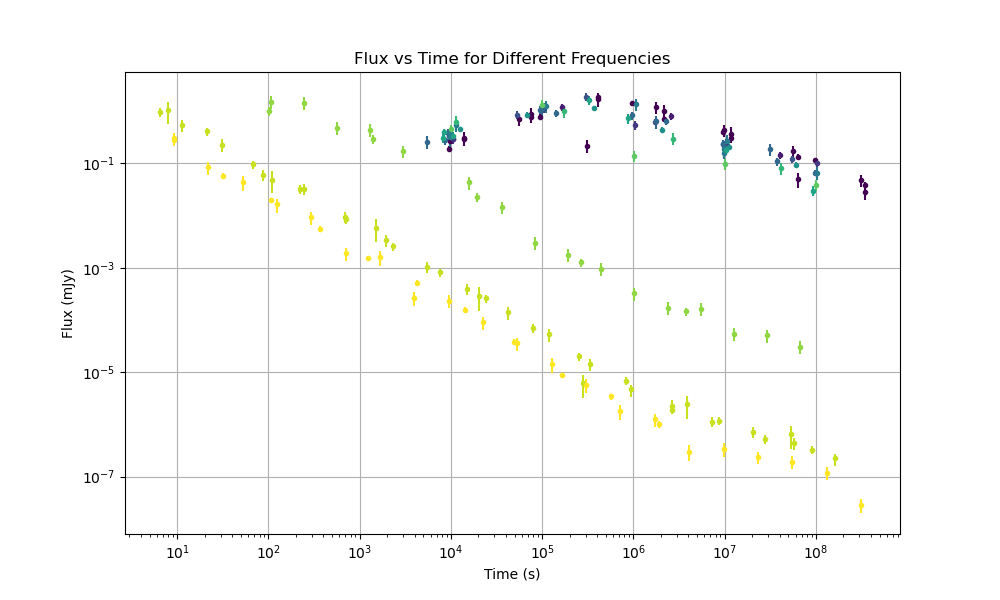 Flux vs Time for Different Frequencies
Flux (mJy)
10⁻¹
10⁻³
10⁻⁵
10⁻⁷
10¹ 10² 10³ 10⁴ 10⁵ 10⁶ 10⁷ 10⁸
Time (s)